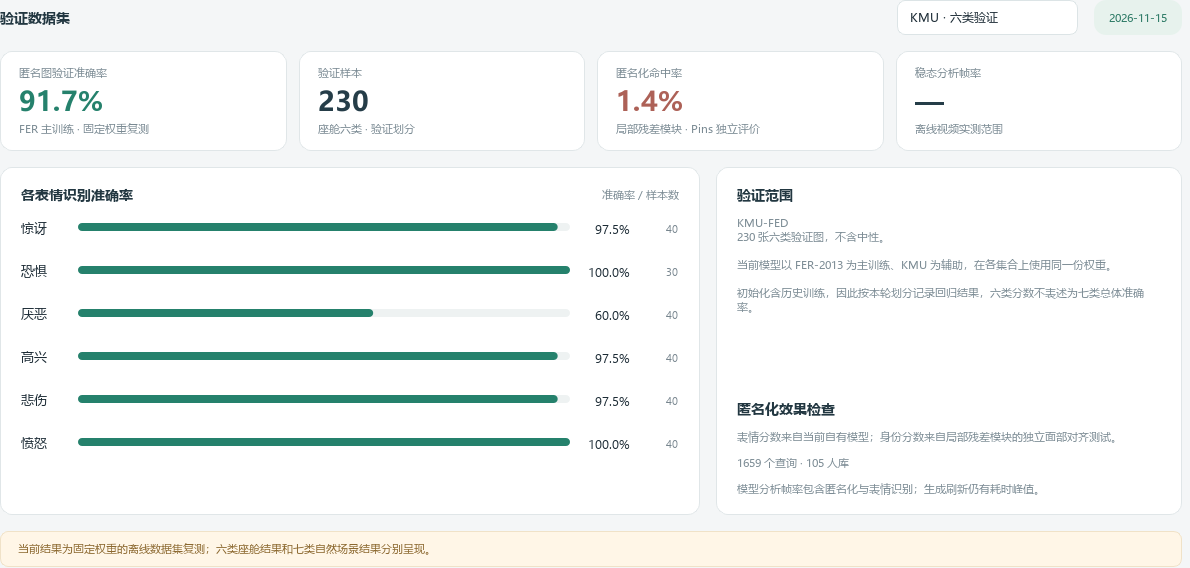 验证数据集
KMU · 六类验证
2026-11-15
匿名图验证准确率
91.7%
FER 主训练 · 固定权重复测
验证样本
230
座舱六类 · 验证划分
匿名化命中率
1.4%
局部残差模块 · Pins 独立评价
稳态分析帧率
—
离线视频实测范围
各表情识别准确率
准确率 / 样本数
惊讶 97.5% 40
恐惧 100.0% 30
厌恶 60.0% 40
高兴 97.5% 40
悲伤 97.5% 40
愤怒 100.0% 40
验证范围
KMU-FED
230 张六类验证图，不含中性。
当前模型以 FER-2013 为主训练、KMU 为辅助，在各集合上使用同一份权重。
初始化含历史训练，因此按本轮划分记录回归结果，六类分数不表述为七类总体准确
率。
匿名化效果检查
表情分数来自当前自有模型；身份分数来自局部残差模块的独立面部对齐测试。
1659 个查询 · 105 人库
模型分析帧率包含匿名化与表情识别；生成刷新仍有耗时峰值。
当前结果为固定权重的离线数据集复测；六类座舱结果和七类自然场景结果分别呈现。